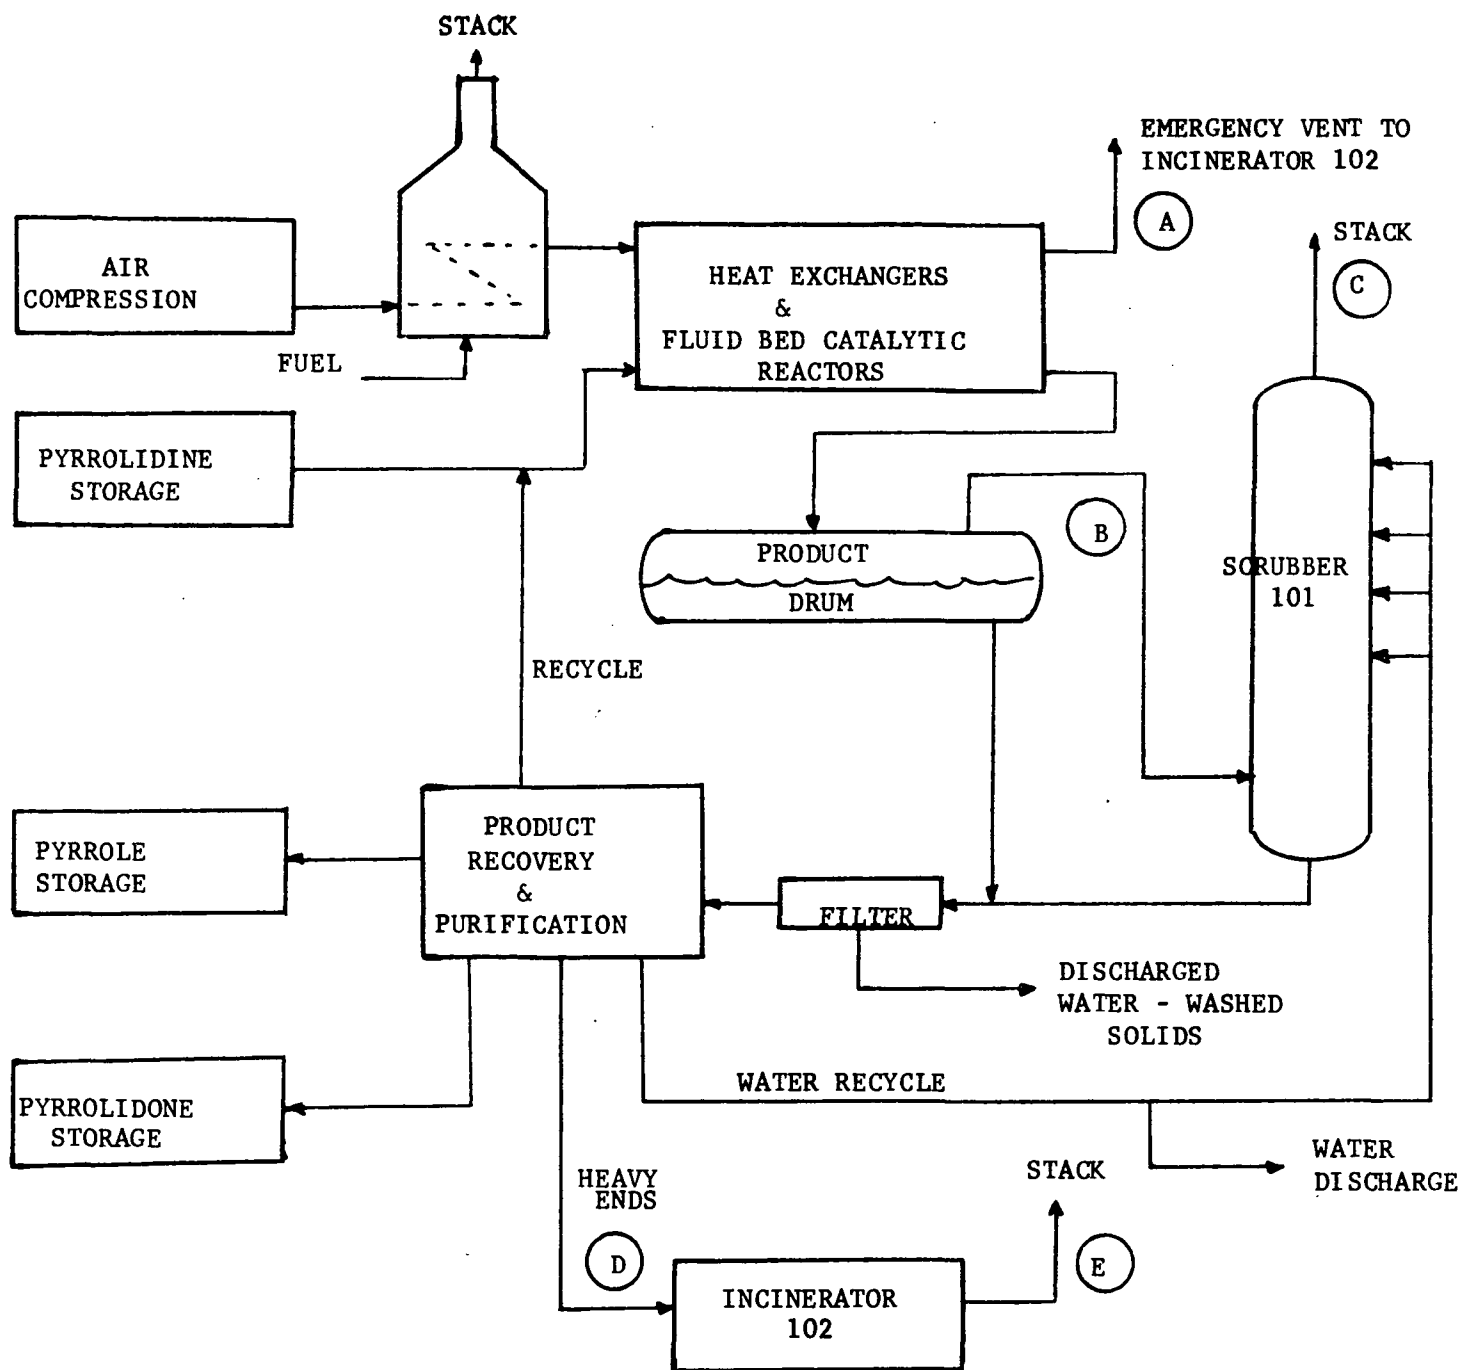 STACK
EMERGENCY VENT TO
INCINERATOR 102
A
STACK
C
AIR
COMPRESSION
HEAT EXCHANGERS
&
FLUID BED CATALYTIC
REACTORS
FUEL
PYRROLIDINE
STORAGE
B
PRODUCT
DRUM
SCRUBBER
101
RECYCLE
PYRROLE
STORAGE
PRODUCT
RECOVERY
&
PURIFICATION
FILTER
DISCHARGED
WATER - WASHED
SOLIDS
WATER RECYCLE
PYRROLIDONE
STORAGE
WATER
DISCHARGE
HEAVY
ENDS
D
STACK
E
INCINERATOR
102